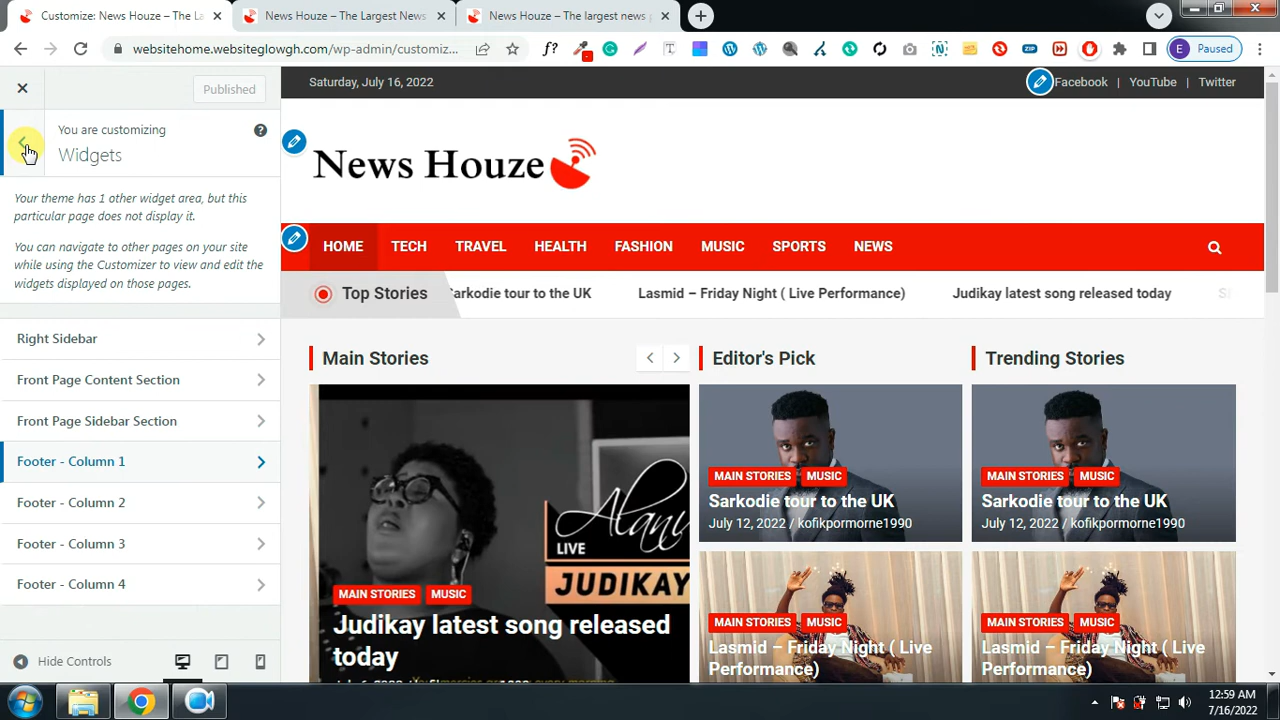 Customize: News Houze – The La
News Houze – The Largest News
News Houze – The largest news
websitehome.websiteglowgh.com/wp-admin/customiz...
f?
T
ZIP
E Paused
Published
You are customizing
Widgets
Your theme has 1 other widget area, but this
particular page does not display it.
You can navigate to other pages on your site
while using the Customizer to view and edit the
widgets displayed on those pages.
Right Sidebar
Front Page Content Section
Front Page Sidebar Section
Footer - Column 1
Footer - Column 2
Footer - Column 3
Footer - Column 4
Hide Controls
Saturday, July 16, 2022
Facebook | YouTube | Twitter
News Houze
HOME TECH TRAVEL HEALTH FASHION MUSIC SPORTS NEWS
Top Stories
Sarkodie tour to the UK
Lasmid – Friday Night ( Live Performance)
Judikay latest song released today
Main Stories
LIVE
JUDIKAY
MAIN STORIES MUSIC
Judikay latest song released
today
Editor's Pick
MAIN STORIES MUSIC
Sarkodie tour to the UK
July 12, 2022 / kofikpormorne1990
MAIN STORIES MUSIC
Lasmid – Friday Night ( Live
Performance)
Trending Stories
MAIN STORIES MUSIC
Sarkodie tour to the UK
July 12, 2022 / kofikpormorne1990
MAIN STORIES MUSIC
Lasmid – Friday Night ( Live
Performance)
12:59 AM
7/16/2022